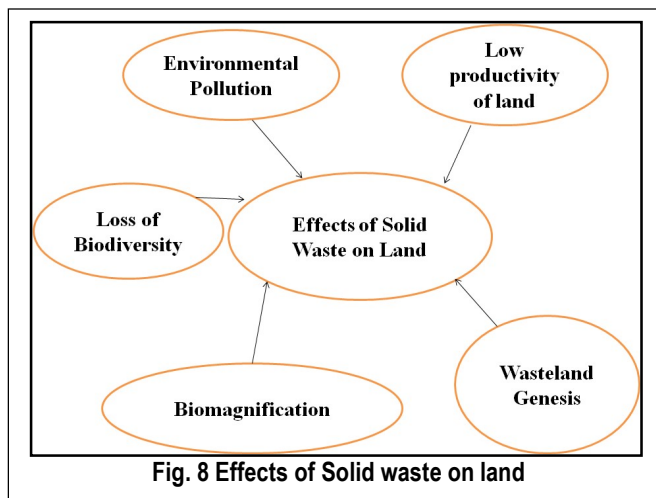 Environmental
Pollution
Low
productivity
of land
Loss of
Biodiversity
Effects of Solid
Waste on Land
Biomagnification
Wasteland
Genesis
Fig. 8 Effects of Solid waste on land